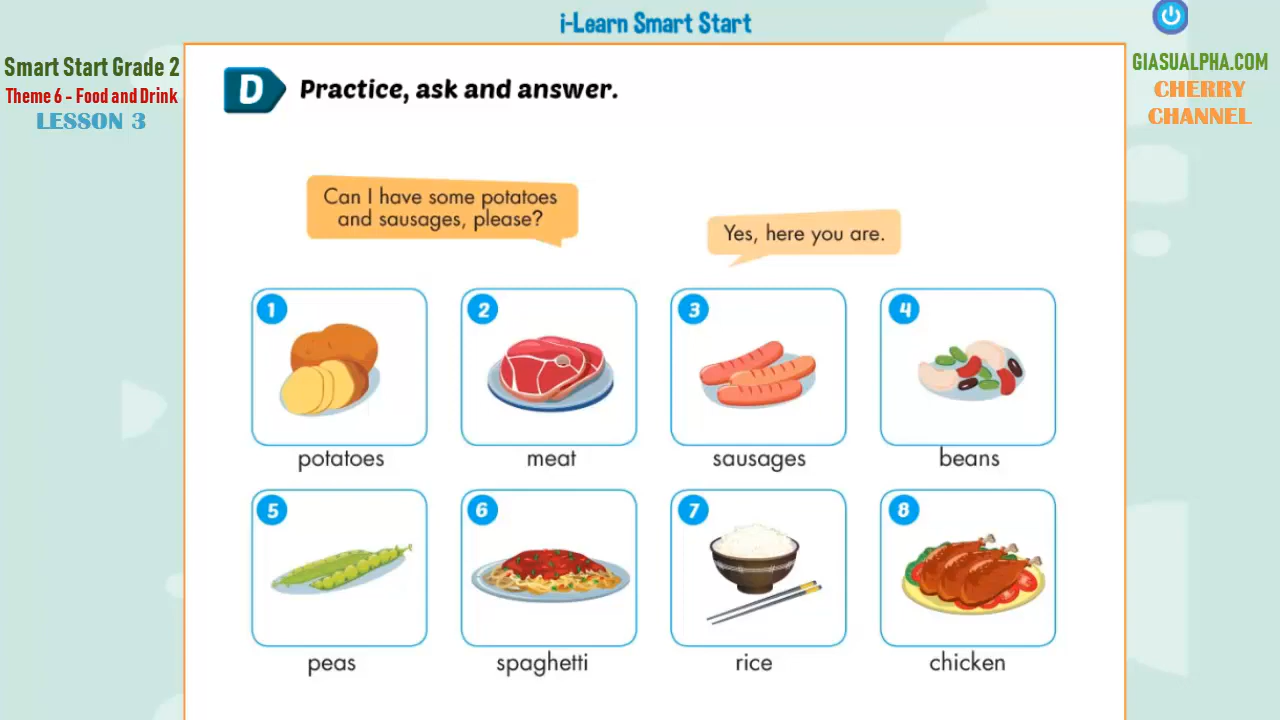 i-Learn Smart Start
Smart Start Grade 2
Theme 6 - Food and Drink
LESSON 3
GIASUALPHA.COM
CHERRY
CHANNEL
D Practice, ask and answer.
Can I have some potatoes
and sausages, please?
Yes, here you are.
1
2
3
4
potatoes
meat
sausages
beans
5
6
7
8
peas
spaghetti
rice
chicken